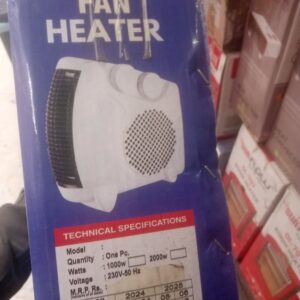 FAN
HEATER
TECHNICAL SPECIFICATIONS
Model :
Quantity : One Pc.
Watts : 1000w 2000w
Voltage : 230V-50 Hz
M.R.P. Rs.
2024 2025